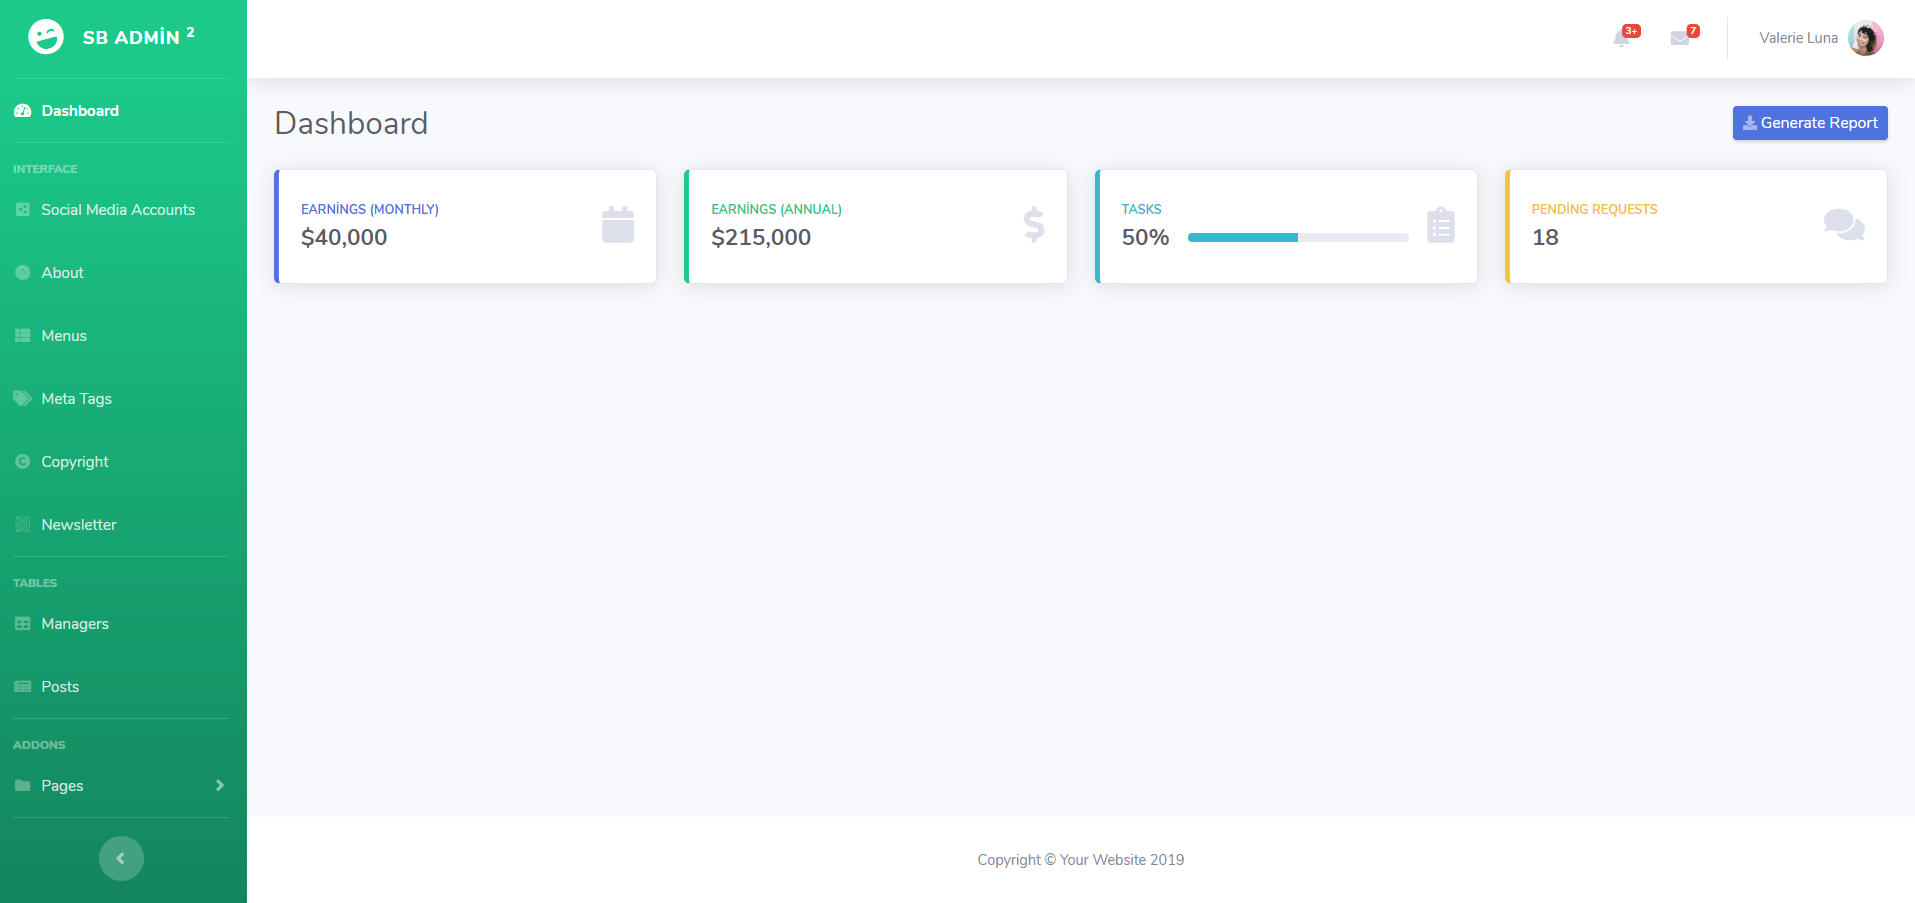 SB ADMİN 2
3+
7
Valerie Luna
Dashboard
INTERFACE
Social Media Accounts
About
Menus
Meta Tags
Copyright
Newsletter
TABLES
Managers
Posts
ADDONS
Pages
Dashboard
Generate Report
EARNİNGS (MONTHLY)
$40,000
EARNİNGS (ANNUAL)
$215,000
TASKS
50%
PENDİNG REQUESTS
18
Copyright © Your Website 2019